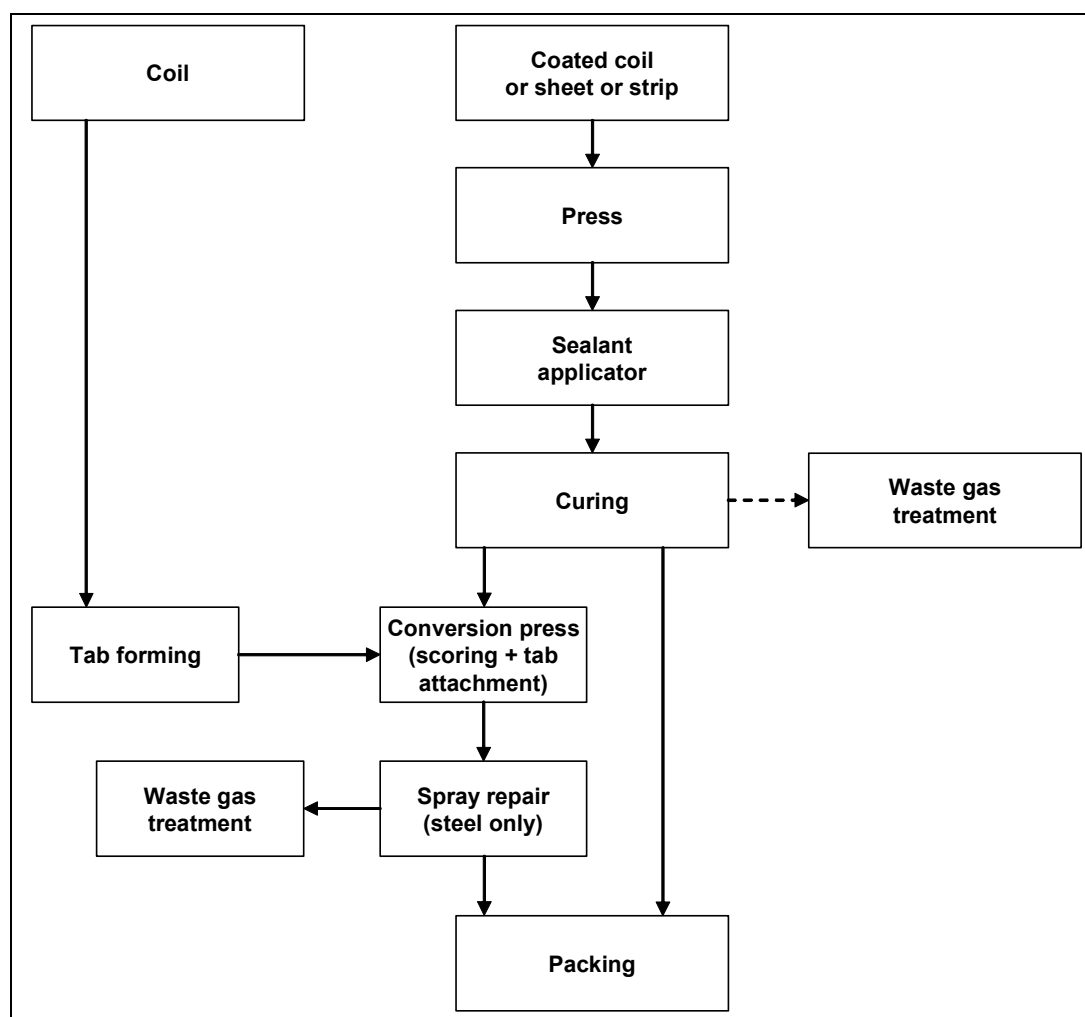 Coil
Coated coil
or sheet or strip
Press
Sealant
applicator
Curing
Waste gas
treatment
Tab forming
Conversion press
(scoring + tab
attachment)
Waste gas
treatment
Spray repair
(steel only)
Packing